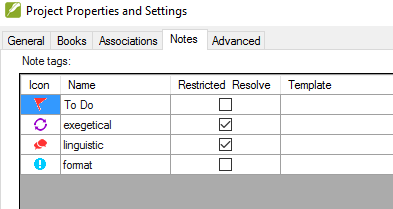 Project Properties and Settings
General Books Associations Notes Advanced
Note tags:
Icon Name Restricted Resolve Template
To Do
exegetical
linguistic
format